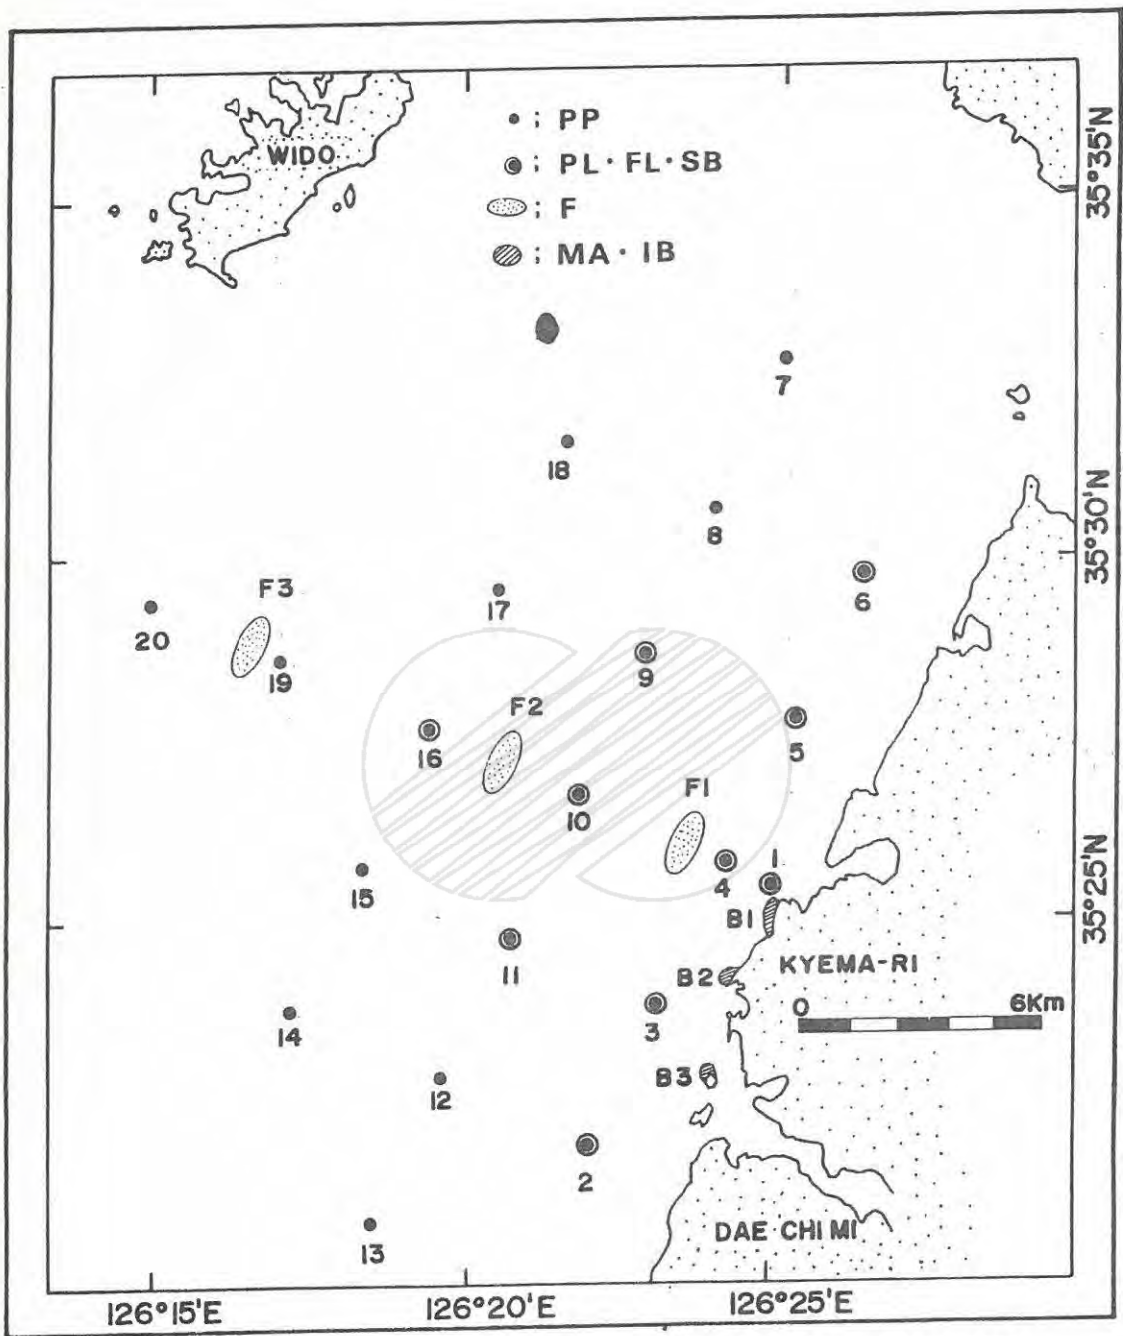 ● ; PP
WIDO
◉ ; PL · FL · SB
; F
; MA · IB
35°35'N
7
18
8
35°30'N
6
F3
17
20
19
9
F2
5
16
F1
10
1
4
15
B1
35°25'N
KYEMA-RI
11
B2
0 6Km
3
14
B3
12
2
DAE CHI MI
13
126°15'E 126°20'E 126°25'E